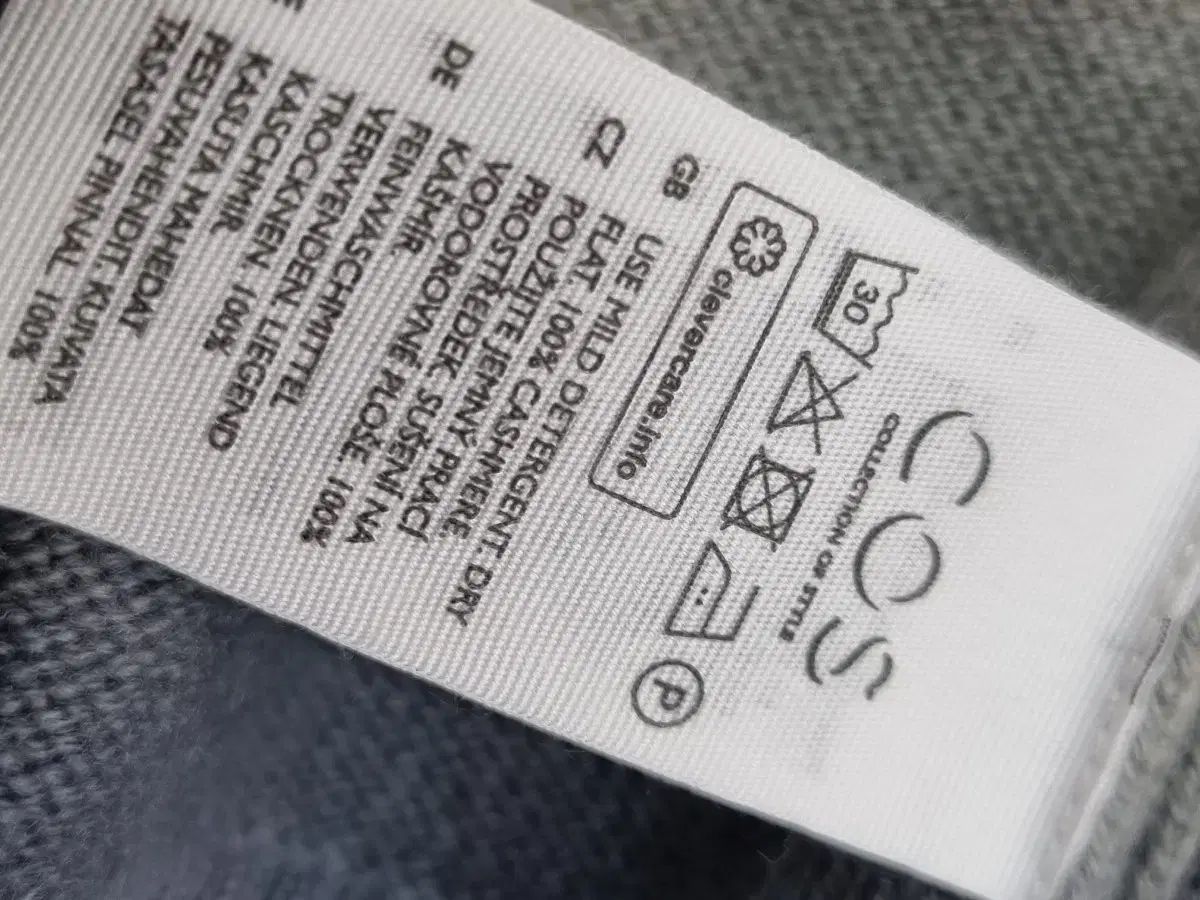 COS
COLLECTION OF STYLE
30
P
clevercare.info
GB
USE MILD DETERGENT. DRY
FLAT. 100% CASHMERE.
CZ
POUŽIJTE JEMNÝ PRACÍ
PROSTŘEDEK. SUŠENÍ NA
VODOROVNÉ PLOŠE. 100%
KAŠMÍR.
DE
FEINWASCHMITTEL
VERWENDEN. LIEGEND
TROCKNEN. 100%
KASCHMIR.
KASUTA MAHEDAT
PESUVAHENDIT. KUIVATA
TASASEL PINNAL. 100%